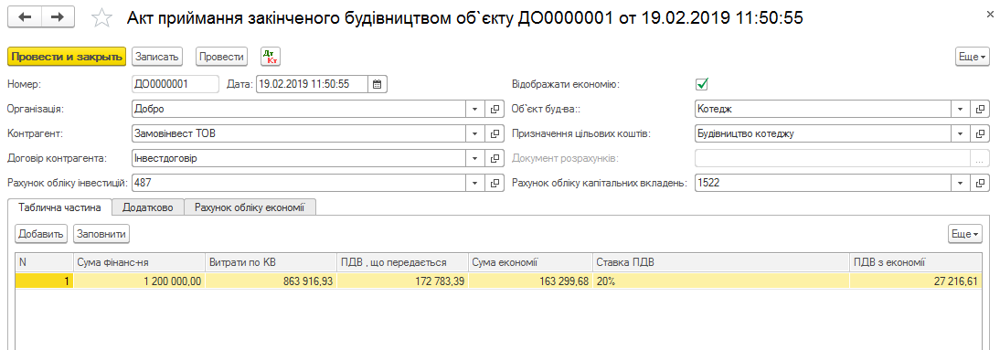 Акт приймання закінченого будівництвом об`єкту ДО0000001 от 19.02.2019 11:50:55
Провести и закрыть Записать Провести Дт Кт Еще
Номер: ДО0000001 Дата: 19.02.2019 11:50:55 Відображати економію:
Організація: Добро Об`єкт буд-ва:: Котедж
Контрагент: Замовінвест ТОВ Призначення цільових коштів: Будівництво котеджу
Договір контрагента: Інвестдоговір Документ розрахунків: ...
Рахунок обліку інвестицій: 487 Рахунок обліку капітальних вкладень: 1522
Таблична частина Додатково Рахунок обліку економії
Добавить Заповнити Еще
N Сума фінанс-ня Витрати по КВ ПДВ , що передається Сума економії Ставка ПДВ ПДВ з економії
1 1 200 000,00 863 916,93 172 783,39 163 299,68 20% 27 216,61